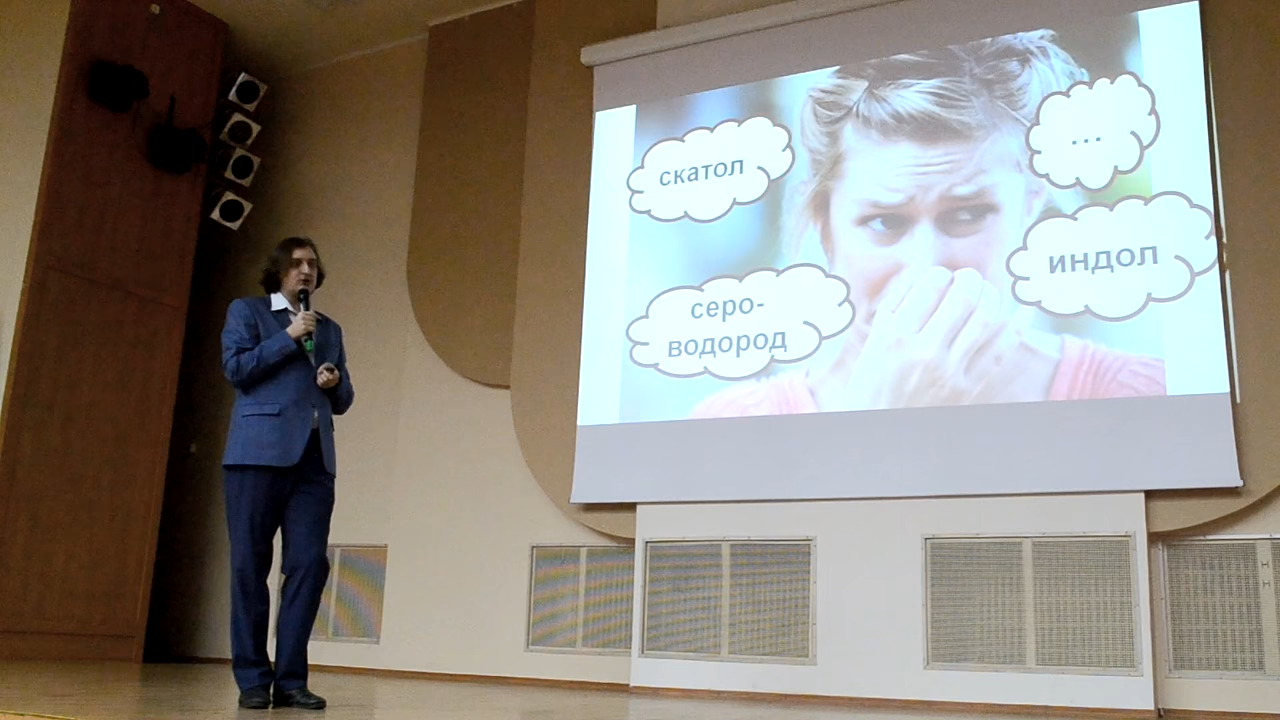 скатол
...
индол
серо-
водород